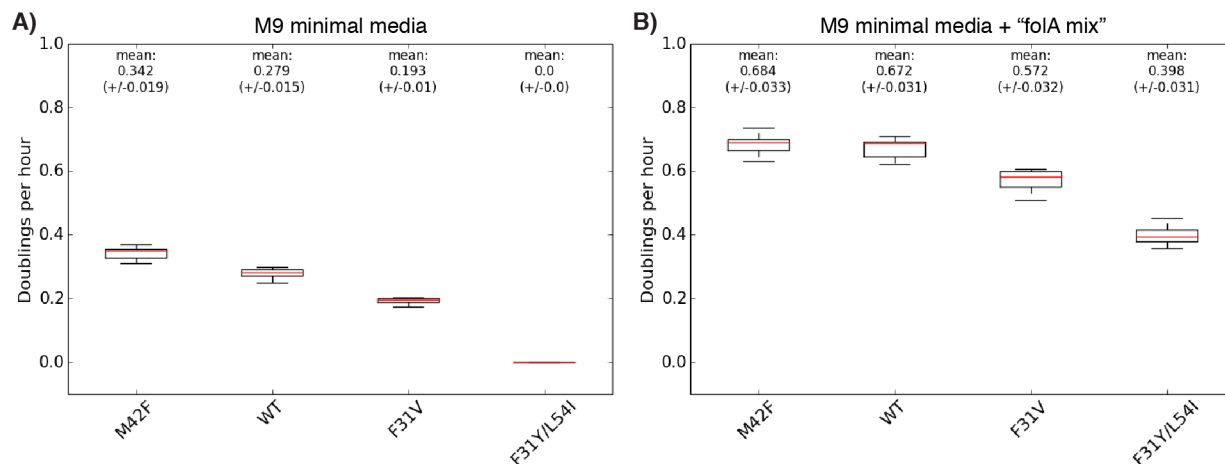 A)
M9 minimal media
mean: mean: mean: mean:
0.342 0.279 0.193 0.0
(+/-0.019) (+/-0.015) (+/-0.01) (+/-0.0)
Doublings per hour
1.0
0.8
0.6
0.4
0.2
0.0
M42F WT F31V F31Y/L54I
B)
M9 minimal media + “folA mix”
mean: mean: mean: mean:
0.684 0.672 0.572 0.398
(+/-0.033) (+/-0.031) (+/-0.032) (+/-0.031)
Doublings per hour
1.0
0.8
0.6
0.4
0.2
0.0
M42F WT F31V F31Y/L54I